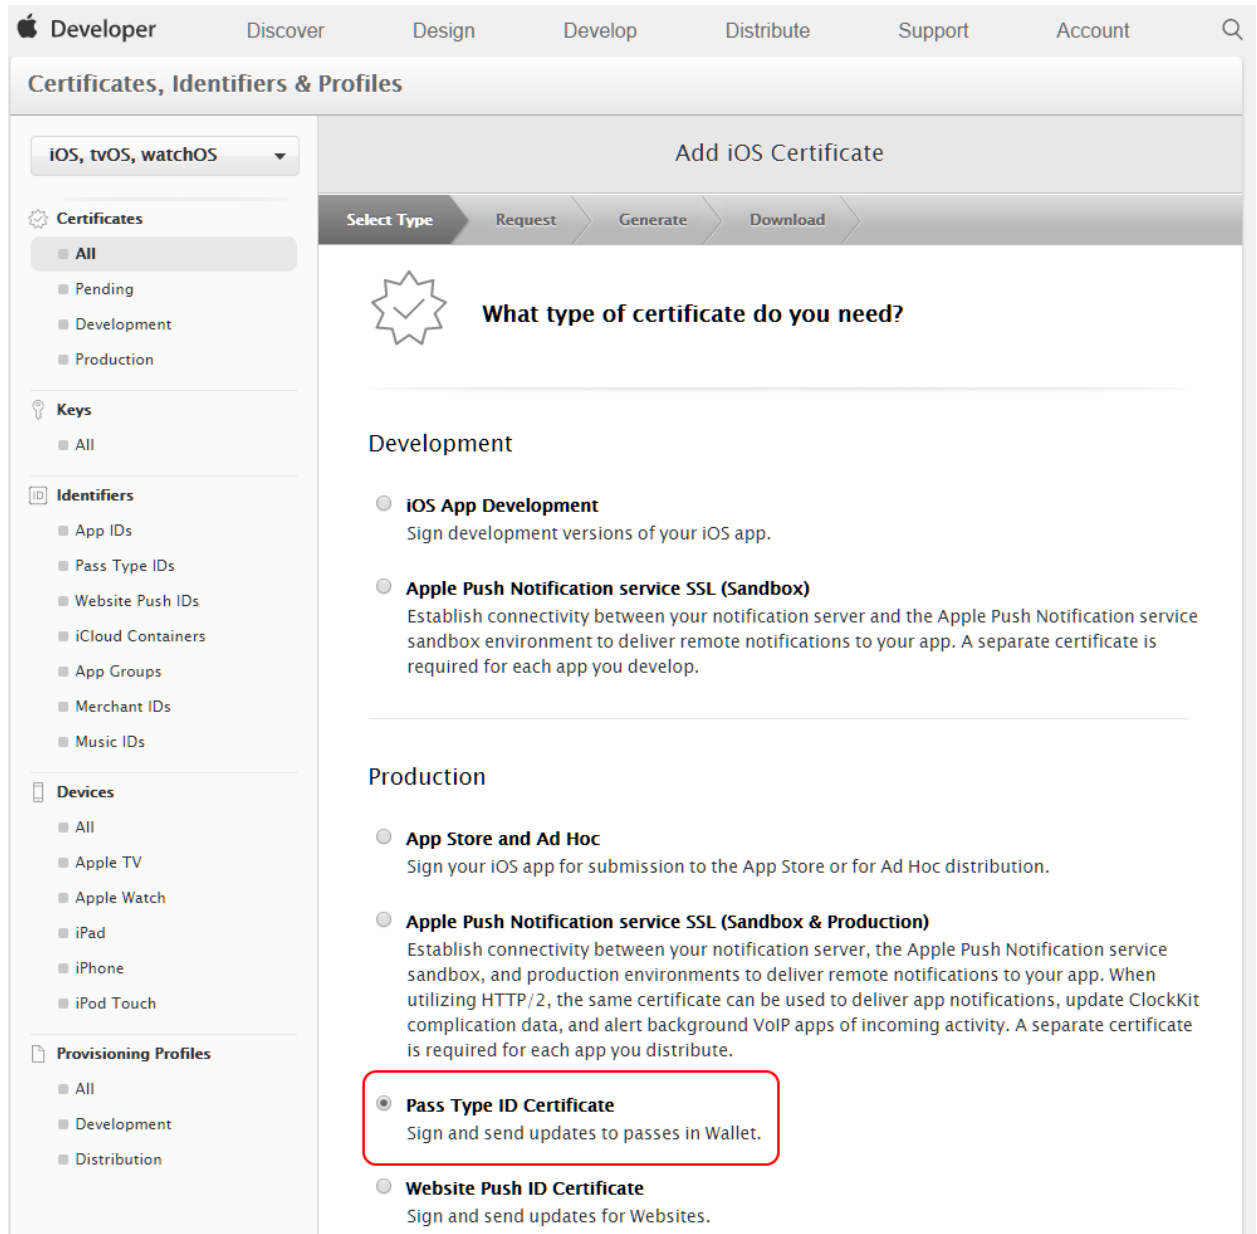 Developer Discover Design Develop Distribute Support Account
Certificates, Identifiers & Profiles
iOS, tvOS, watchOS
Certificates
All
Pending
Development
Production
Keys
All
Identifiers
App IDs
Pass Type IDs
Website Push IDs
iCloud Containers
App Groups
Merchant IDs
Music IDs
Devices
All
Apple TV
Apple Watch
iPad
iPhone
iPod Touch
Provisioning Profiles
All
Development
Distribution
Add iOS Certificate
Select Type Request Generate Download
What type of certificate do you need?
Development
iOS App Development
Sign development versions of your iOS app.
Apple Push Notification service SSL (Sandbox)
Establish connectivity between your notification server and the Apple Push Notification service
sandbox environment to deliver remote notifications to your app. A separate certificate is
required for each app you develop.
Production
App Store and Ad Hoc
Sign your iOS app for submission to the App Store or for Ad Hoc distribution.
Apple Push Notification service SSL (Sandbox & Production)
Establish connectivity between your notification server, the Apple Push Notification service
sandbox, and production environments to deliver remote notifications to your app. When
utilizing HTTP/2, the same certificate can be used to deliver app notifications, update ClockKit
complication data, and alert background VoIP apps of incoming activity. A separate certificate
is required for each app you distribute.
Pass Type ID Certificate
Sign and send updates to passes in Wallet.
Website Push ID Certificate
Sign and send updates for Websites.